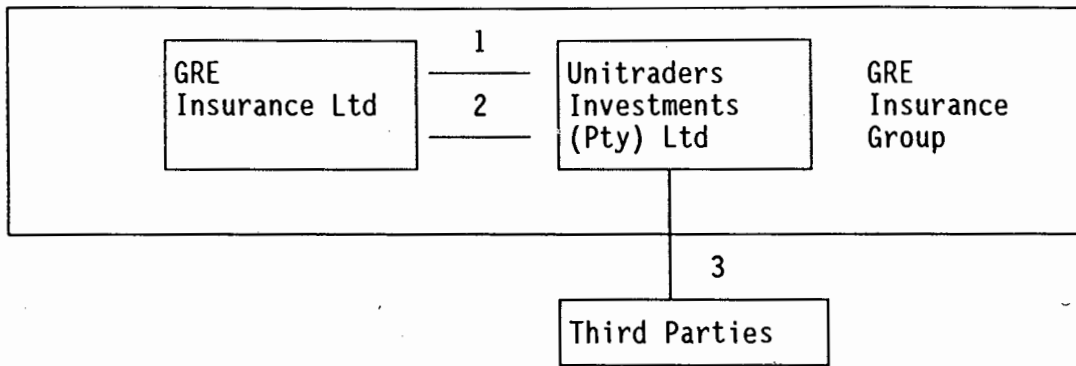 1
GRE
Insurance Ltd
2
Unitraders
Investments
(Pty) Ltd
GRE
Insurance
Group
3
Third Parties